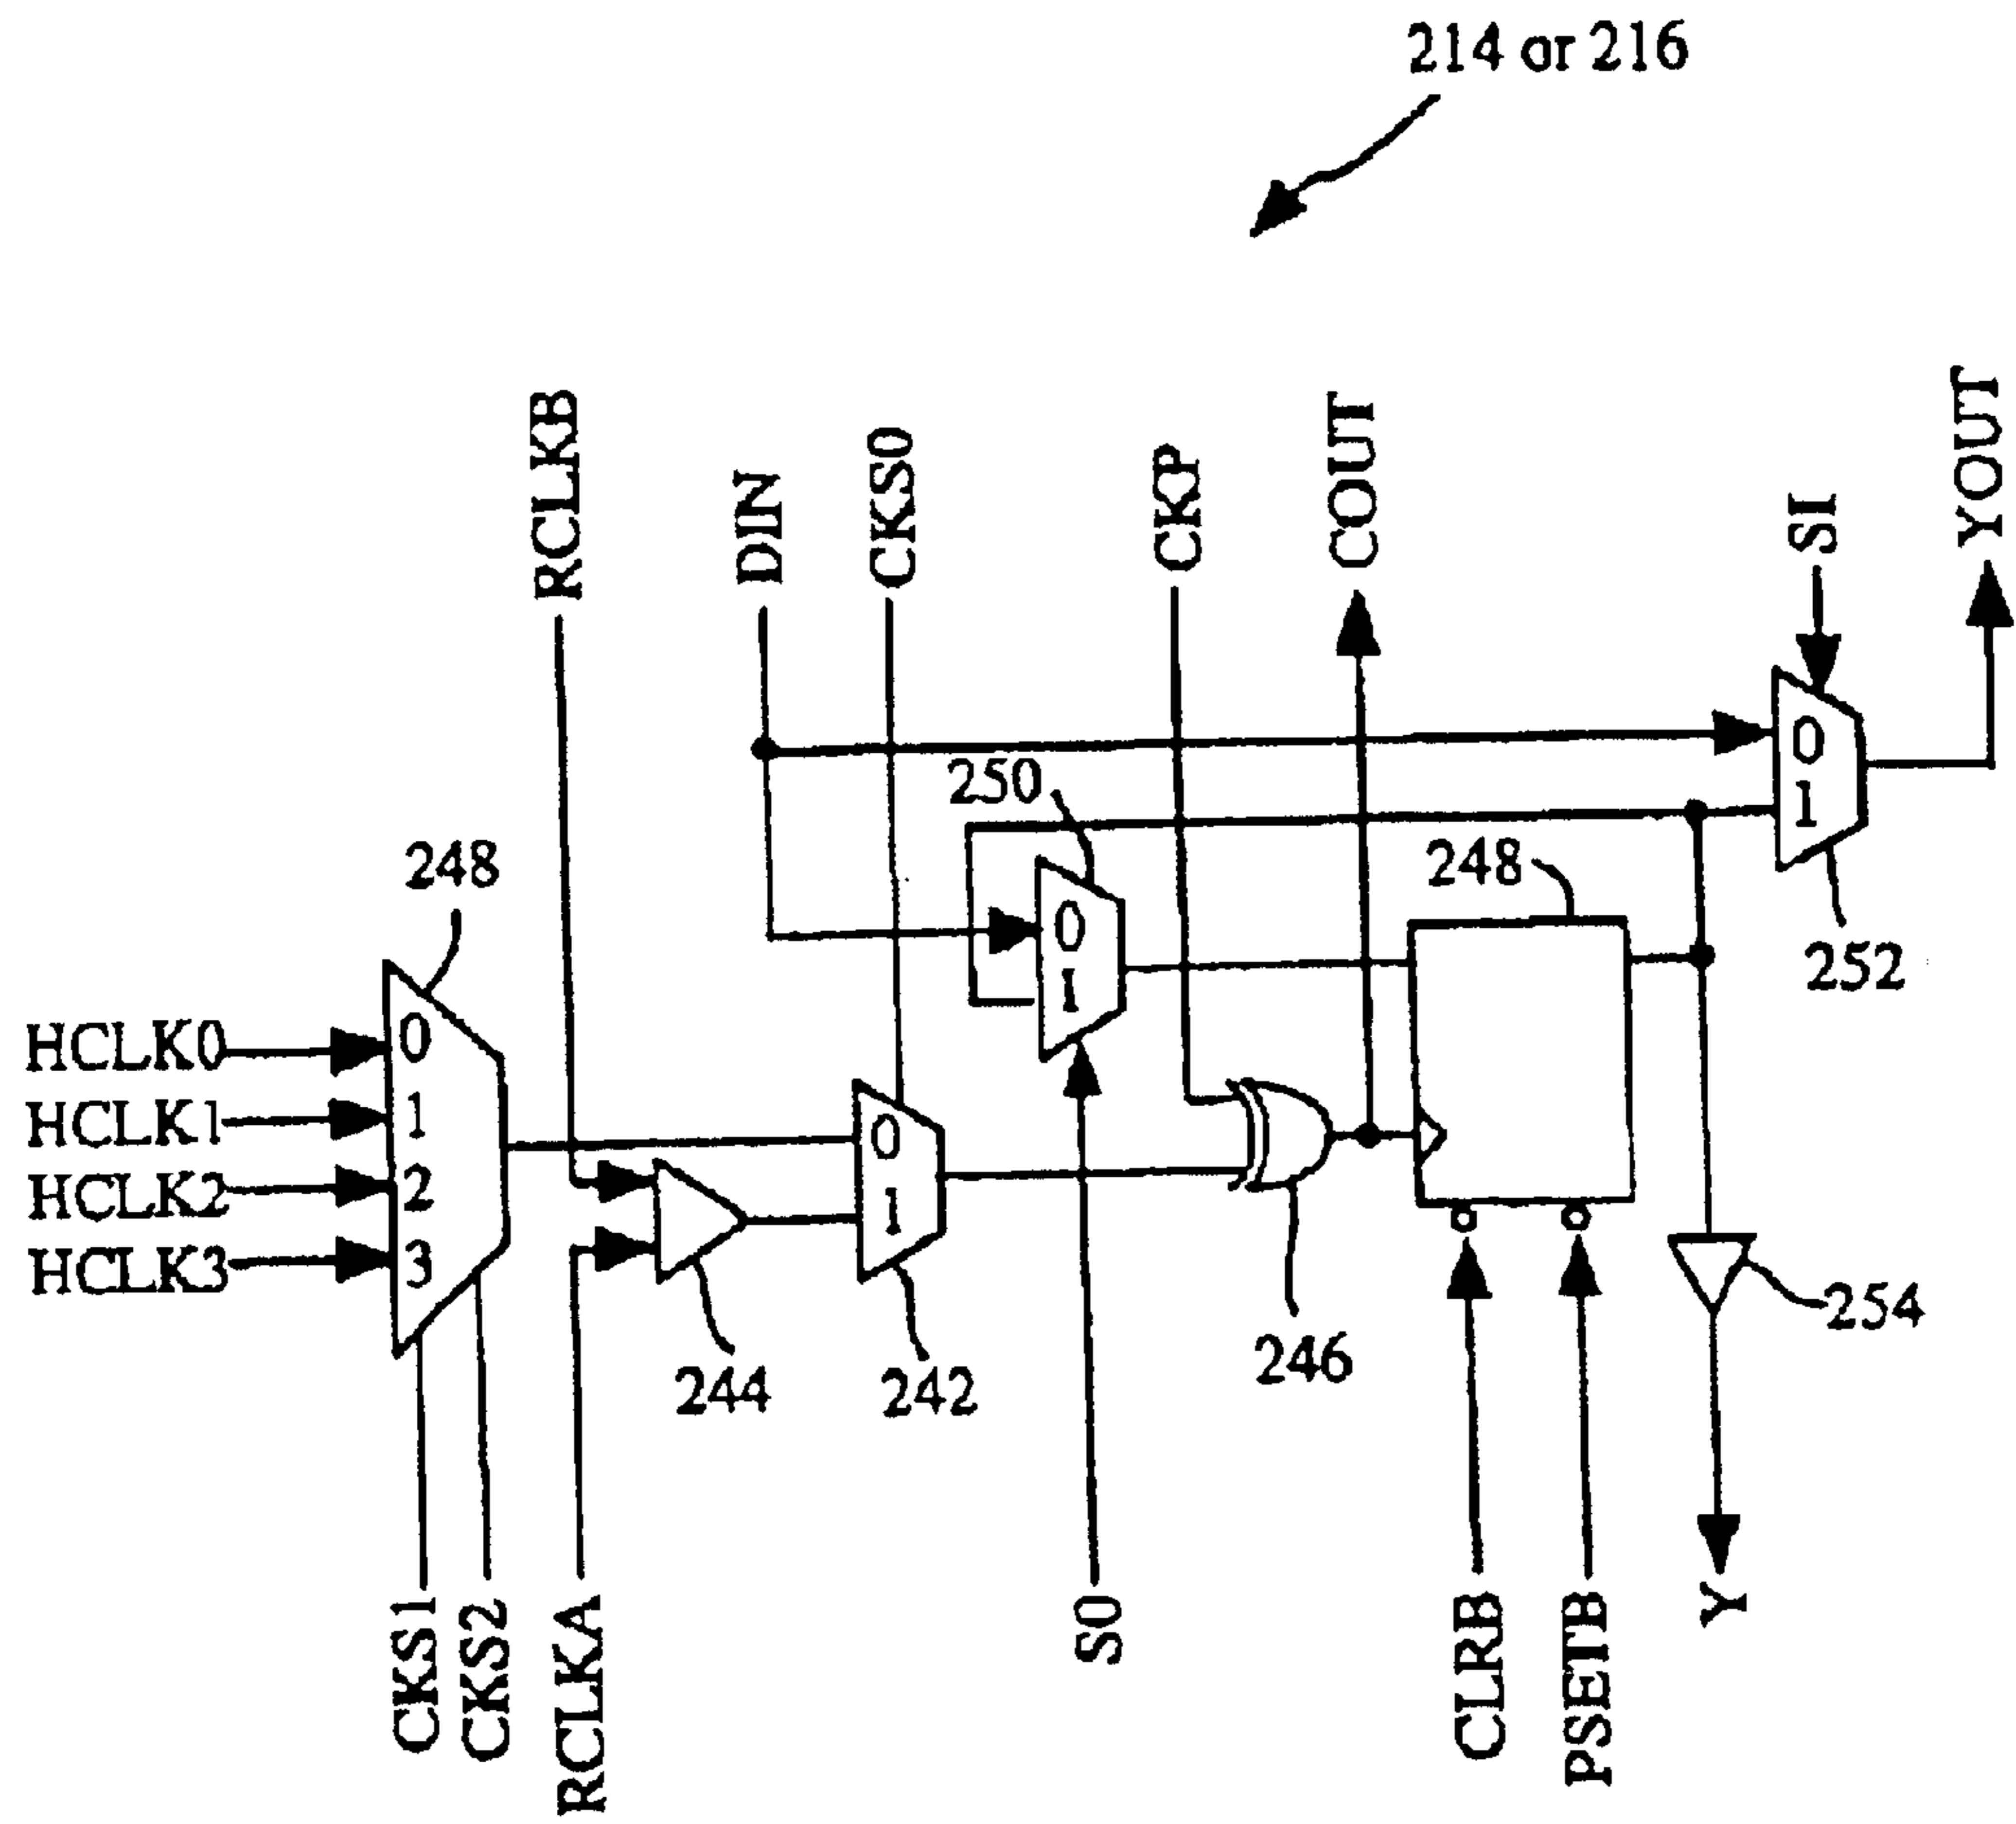 214 or 216
RCLKB
DIN
CKS0
CKP
COUT
SI
YOUT
250
248
248
0
1
0
1
252
HCLK0
HCLK1
HCLK2
HCLK3
0
1
2
3
0
1
244
242
246
254
CKS1
CKS2
RCLKA
S0
CLRB
PSETB
Y